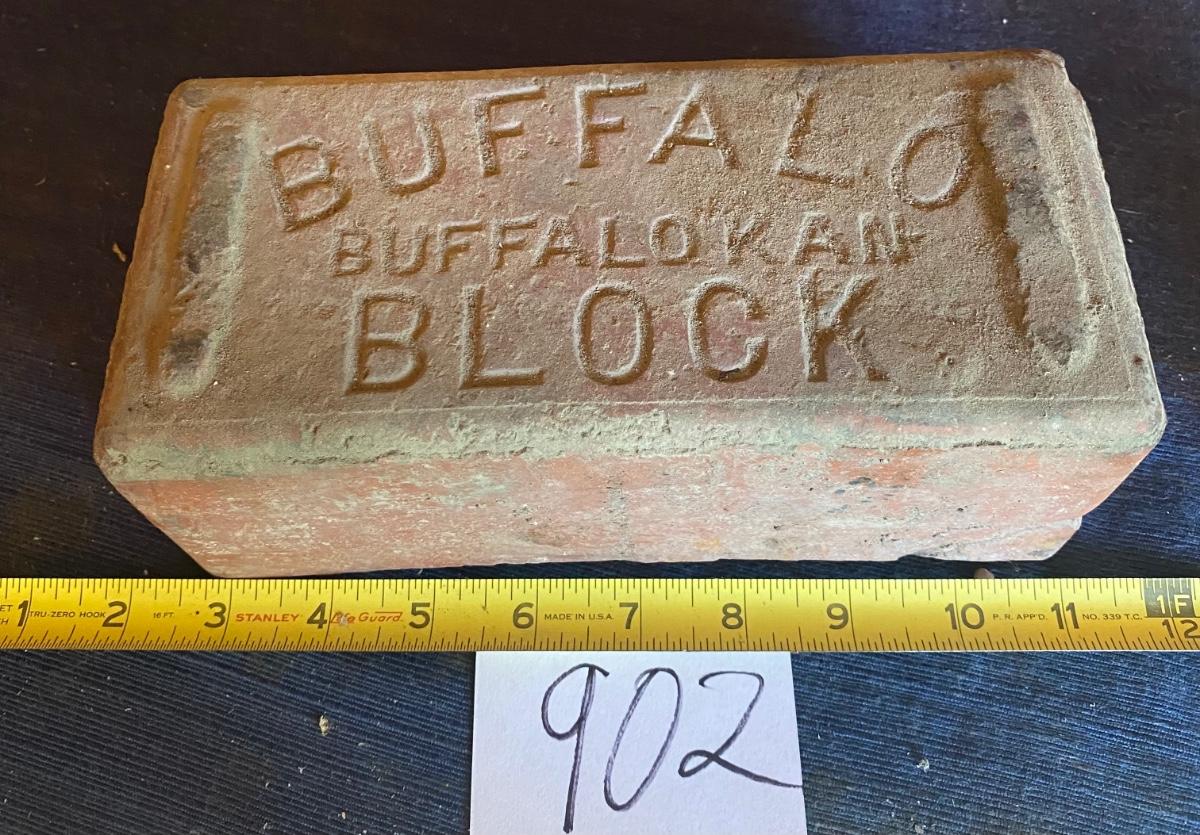 BUFFALO
BUFFALO KAN
BLOCK
1 TRU-ZERO HOOK 2 16 FT. 3 STANLEY 4 5 6 MADE IN U.S.A. 7 8 9 10 P.R. APP'D. 11 NO. 339 T.C. 1F
12
902